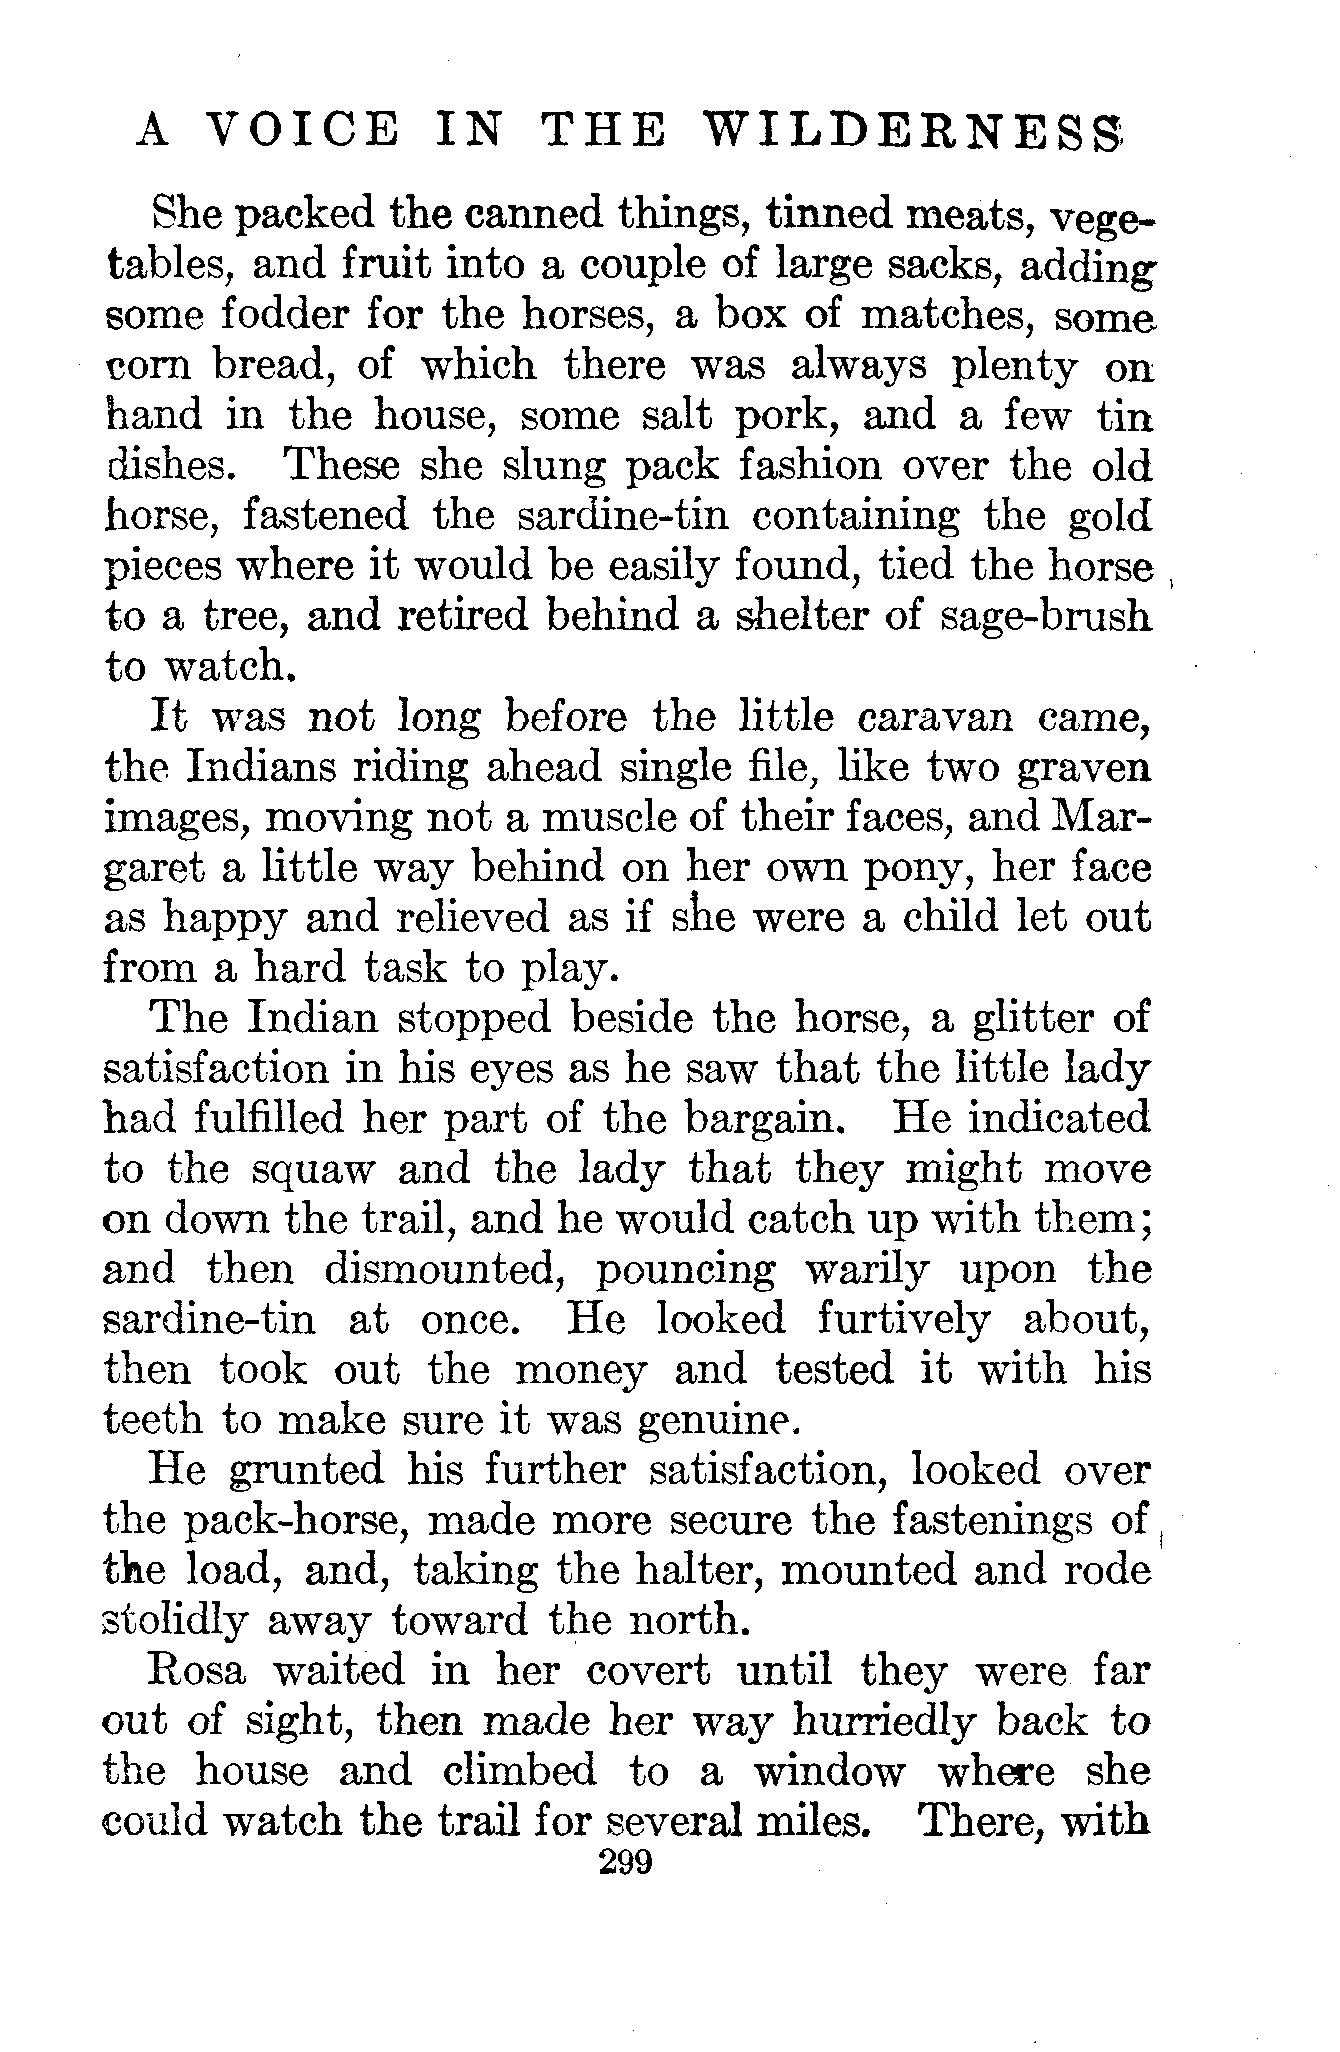 A VOICE IN THE WILDERNESS
She packed the canned things, tinned meats, vege-
tables, and fruit into a couple of large sacks, adding
some fodder for the horses, a box of matches, some
corn bread, of which there was always plenty on
hand in the house, some salt pork, and a few tin
dishes. These she slung pack fashion over the old
horse, fastened the sardine-tin containing the gold
pieces where it would be easily found, tied the horse
to a tree, and retired behind a shelter of sage-brush
to watch.
It was not long before the little caravan came,
the Indians riding ahead single file, like two graven
images, moving not a muscle of their faces, and Mar-
garet a little way behind on her own pony, her face
as happy and relieved as if she were a child let out
from a hard task to play.
The Indian stopped beside the horse, a glitter of
satisfaction in his eyes as he saw that the little lady
had fulfilled her part of the bargain. He indicated
to the squaw and the lady that they might move
on down the trail, and he would catch up with them;
and then dismounted, pouncing warily upon the
sardine-tin at once. He looked furtively about,
then took out the money and tested it with his
teeth to make sure it was genuine.
He grunted his further satisfaction, looked over
the pack-horse, made more secure the fastenings of
the load, and, taking the halter, mounted and rode
stolidly away toward the north.
Rosa waited in her covert until they were far
out of sight, then made her way hurriedly back to
the house and climbed to a window where she
could watch the trail for several miles. There, with
299